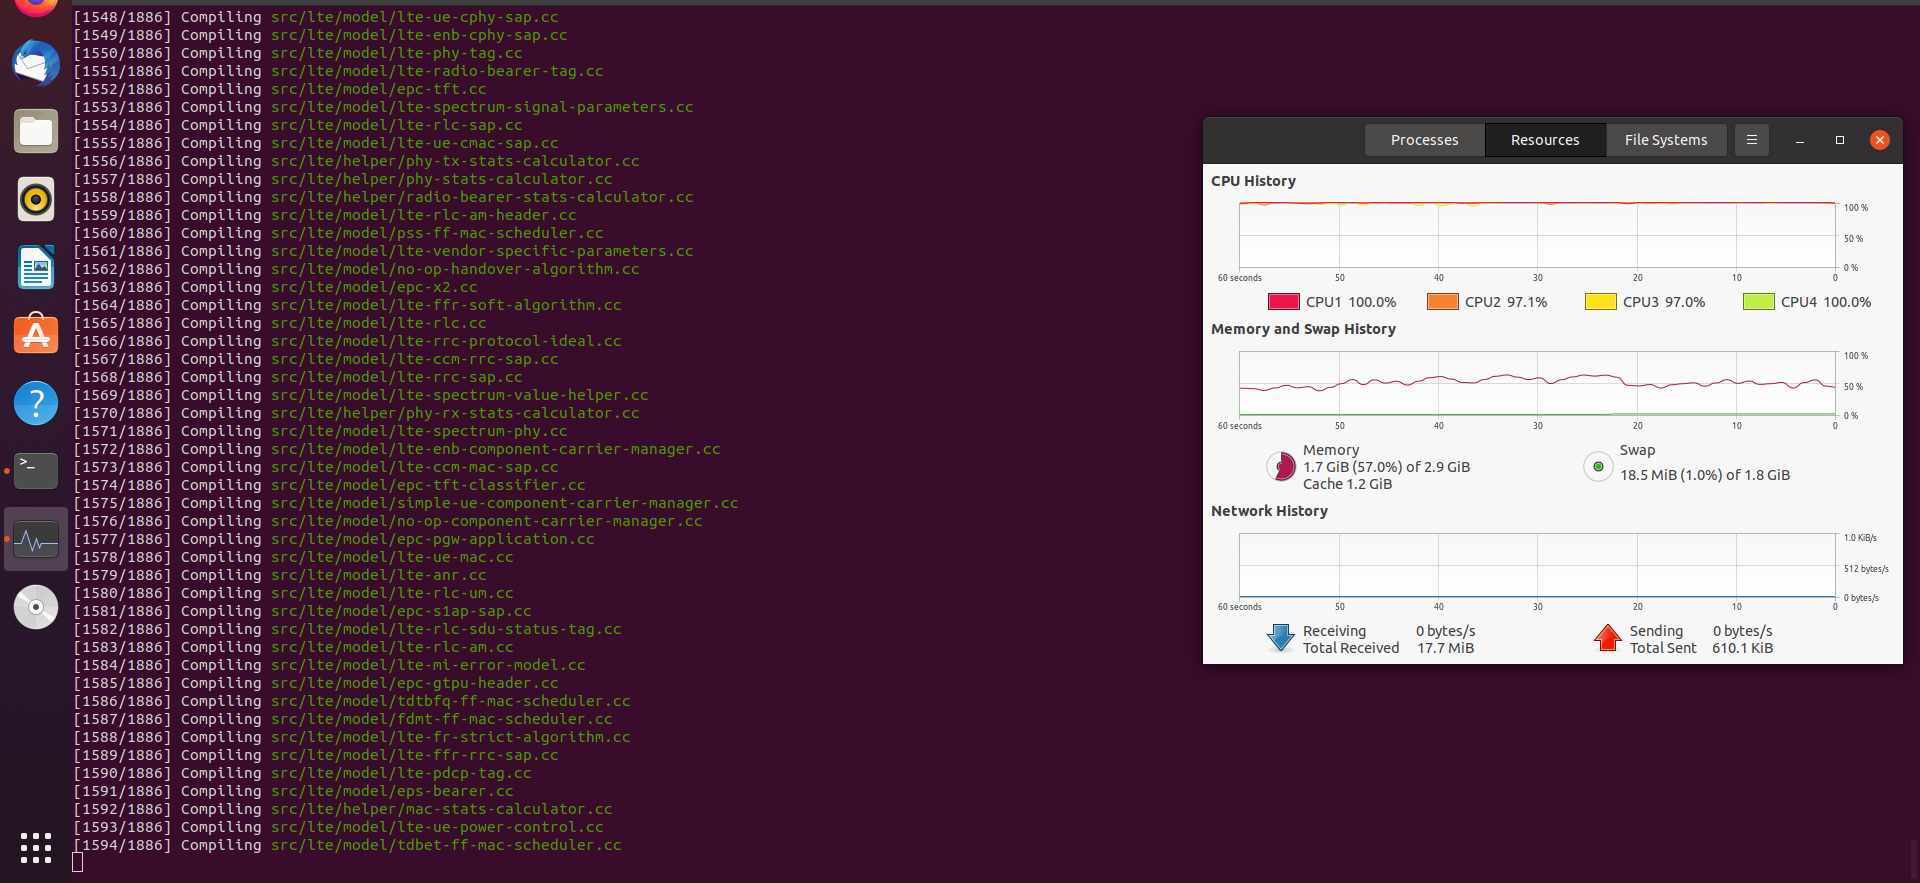 [1548/1886] Compiling src/lte/model/lte-ue-cphy-sap.cc
[1549/1886] Compiling src/lte/model/lte-enb-cphy-sap.cc
[1550/1886] Compiling src/lte/model/lte-phy-tag.cc
[1551/1886] Compiling src/lte/model/lte-radio-bearer-tag.cc
[1552/1886] Compiling src/lte/model/epc-tft.cc
[1553/1886] Compiling src/lte/model/lte-spectrum-signal-parameters.cc
[1554/1886] Compiling src/lte/model/lte-rlc-sap.cc
[1555/1886] Compiling src/lte/model/lte-ue-cmac-sap.cc
[1556/1886] Compiling src/lte/helper/phy-tx-stats-calculator.cc
[1557/1886] Compiling src/lte/helper/phy-stats-calculator.cc
[1558/1886] Compiling src/lte/helper/radio-bearer-stats-calculator.cc
[1559/1886] Compiling src/lte/model/lte-rlc-am-header.cc
[1560/1886] Compiling src/lte/model/pss-ff-mac-scheduler.cc
[1561/1886] Compiling src/lte/model/lte-vendor-specific-parameters.cc
[1562/1886] Compiling src/lte/model/no-op-handover-algorithm.cc
[1563/1886] Compiling src/lte/model/epc-x2.cc
[1564/1886] Compiling src/lte/model/lte-ffr-soft-algorithm.cc
[1565/1886] Compiling src/lte/model/lte-rlc.cc
[1566/1886] Compiling src/lte/model/lte-rrc-protocol-ideal.cc
[1567/1886] Compiling src/lte/model/lte-ccm-rrc-sap.cc
[1568/1886] Compiling src/lte/model/lte-rrc-sap.cc
[1569/1886] Compiling src/lte/model/lte-spectrum-value-helper.cc
[1570/1886] Compiling src/lte/helper/phy-rx-stats-calculator.cc
[1571/1886] Compiling src/lte/model/lte-spectrum-phy.cc
[1572/1886] Compiling src/lte/model/lte-enb-component-carrier-manager.cc
[1573/1886] Compiling src/lte/model/lte-ccm-mac-sap.cc
[1574/1886] Compiling src/lte/model/epc-tft-classifier.cc
[1575/1886] Compiling src/lte/model/simple-ue-component-carrier-manager.cc
[1576/1886] Compiling src/lte/model/no-op-component-carrier-manager.cc
[1577/1886] Compiling src/lte/model/epc-pgw-application.cc
[1578/1886] Compiling src/lte/model/lte-ue-mac.cc
[1579/1886] Compiling src/lte/model/lte-anr.cc
[1580/1886] Compiling src/lte/model/lte-rlc-um.cc
[1581/1886] Compiling src/lte/model/epc-s1ap-sap.cc
[1582/1886] Compiling src/lte/model/lte-rlc-sdu-status-tag.cc
[1583/1886] Compiling src/lte/model/lte-rlc-am.cc
[1584/1886] Compiling src/lte/model/lte-mi-error-model.cc
[1585/1886] Compiling src/lte/model/epc-gtpu-header.cc
[1586/1886] Compiling src/lte/model/tdtbfq-ff-mac-scheduler.cc
[1587/1886] Compiling src/lte/model/fdmt-ff-mac-scheduler.cc
[1588/1886] Compiling src/lte/model/lte-fr-strict-algorithm.cc
[1589/1886] Compiling src/lte/model/lte-ffr-rrc-sap.cc
[1590/1886] Compiling src/lte/model/lte-pdcp-tag.cc
[1591/1886] Compiling src/lte/model/eps-bearer.cc
[1592/1886] Compiling src/lte/helper/mac-stats-calculator.cc
[1593/1886] Compiling src/lte/model/lte-ue-power-control.cc
[1594/1886] Compiling src/lte/model/tdbet-ff-mac-scheduler.cc
Processes Resources File Systems
CPU History
100 %
50 %
0 %
60 seconds 50 40 30 20 10 0
CPU1 100.0% CPU2 97.1% CPU3 97.0% CPU4 100.0%
Memory and Swap History
100 %
50 %
0 %
60 seconds 50 40 30 20 10 0
Memory
1.7 GiB (57.0%) of 2.9 GiB
Cache 1.2 GiB
Swap
18.5 MiB (1.0%) of 1.8 GiB
Network History
1.0 KiB/s
512 bytes/s
0 bytes/s
60 seconds 50 40 30 20 10 0
Receiving 0 bytes/s
Total Received 17.7 MiB
Sending 0 bytes/s
Total Sent 610.1 KiB